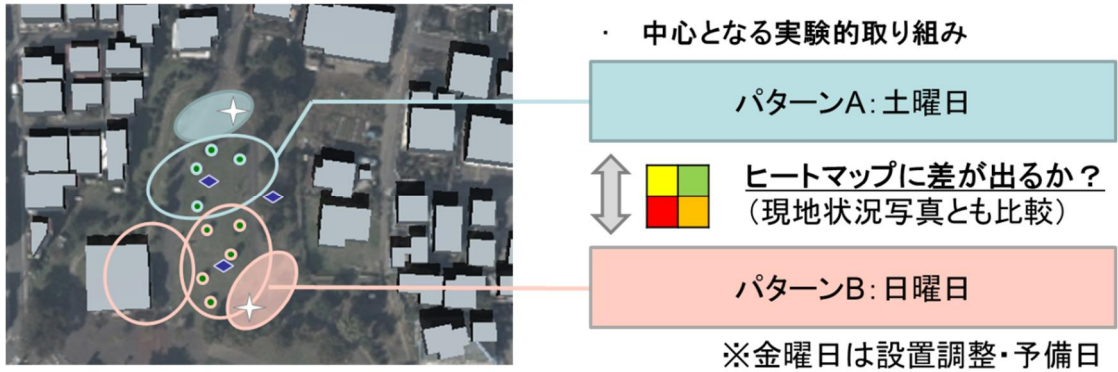 ・ 中心となる実験的取り組み
パターンA：土曜日
ヒートマップに差が出るか？
（現地状況写真とも比較）
パターンB：日曜日
※金曜日は設置調整・予備日